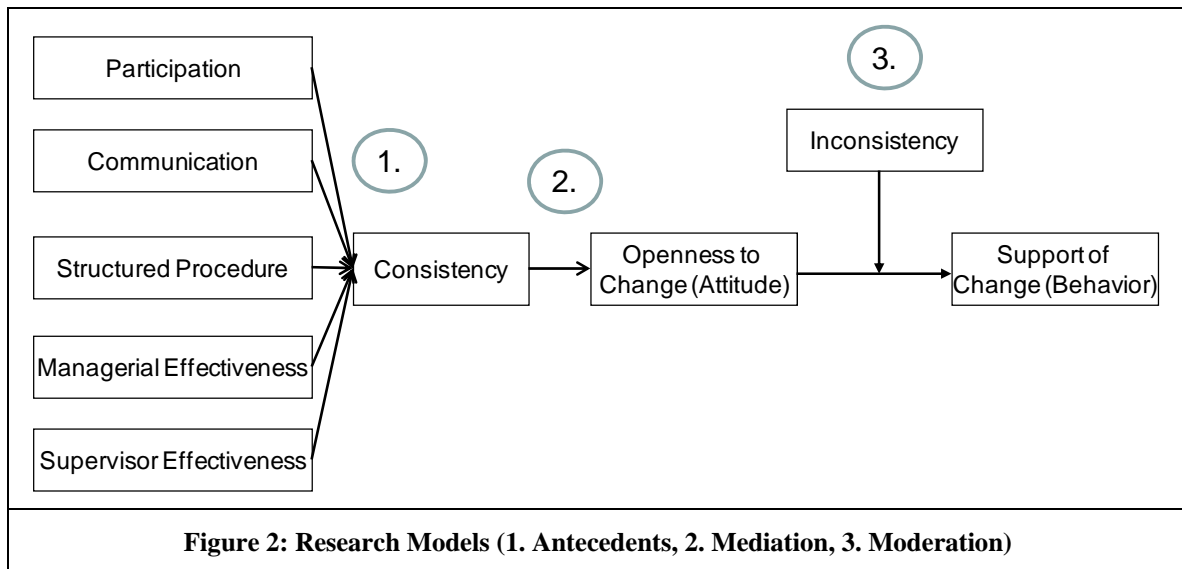 Participation
Communication
Structured Procedure
Managerial Effectiveness
Supervisor Effectiveness
1.
Consistency
2.
Openness to
Change (Attitude)
3.
Inconsistency
Support of
Change (Behavior)
Figure 2: Research Models (1. Antecedents, 2. Mediation, 3. Moderation)